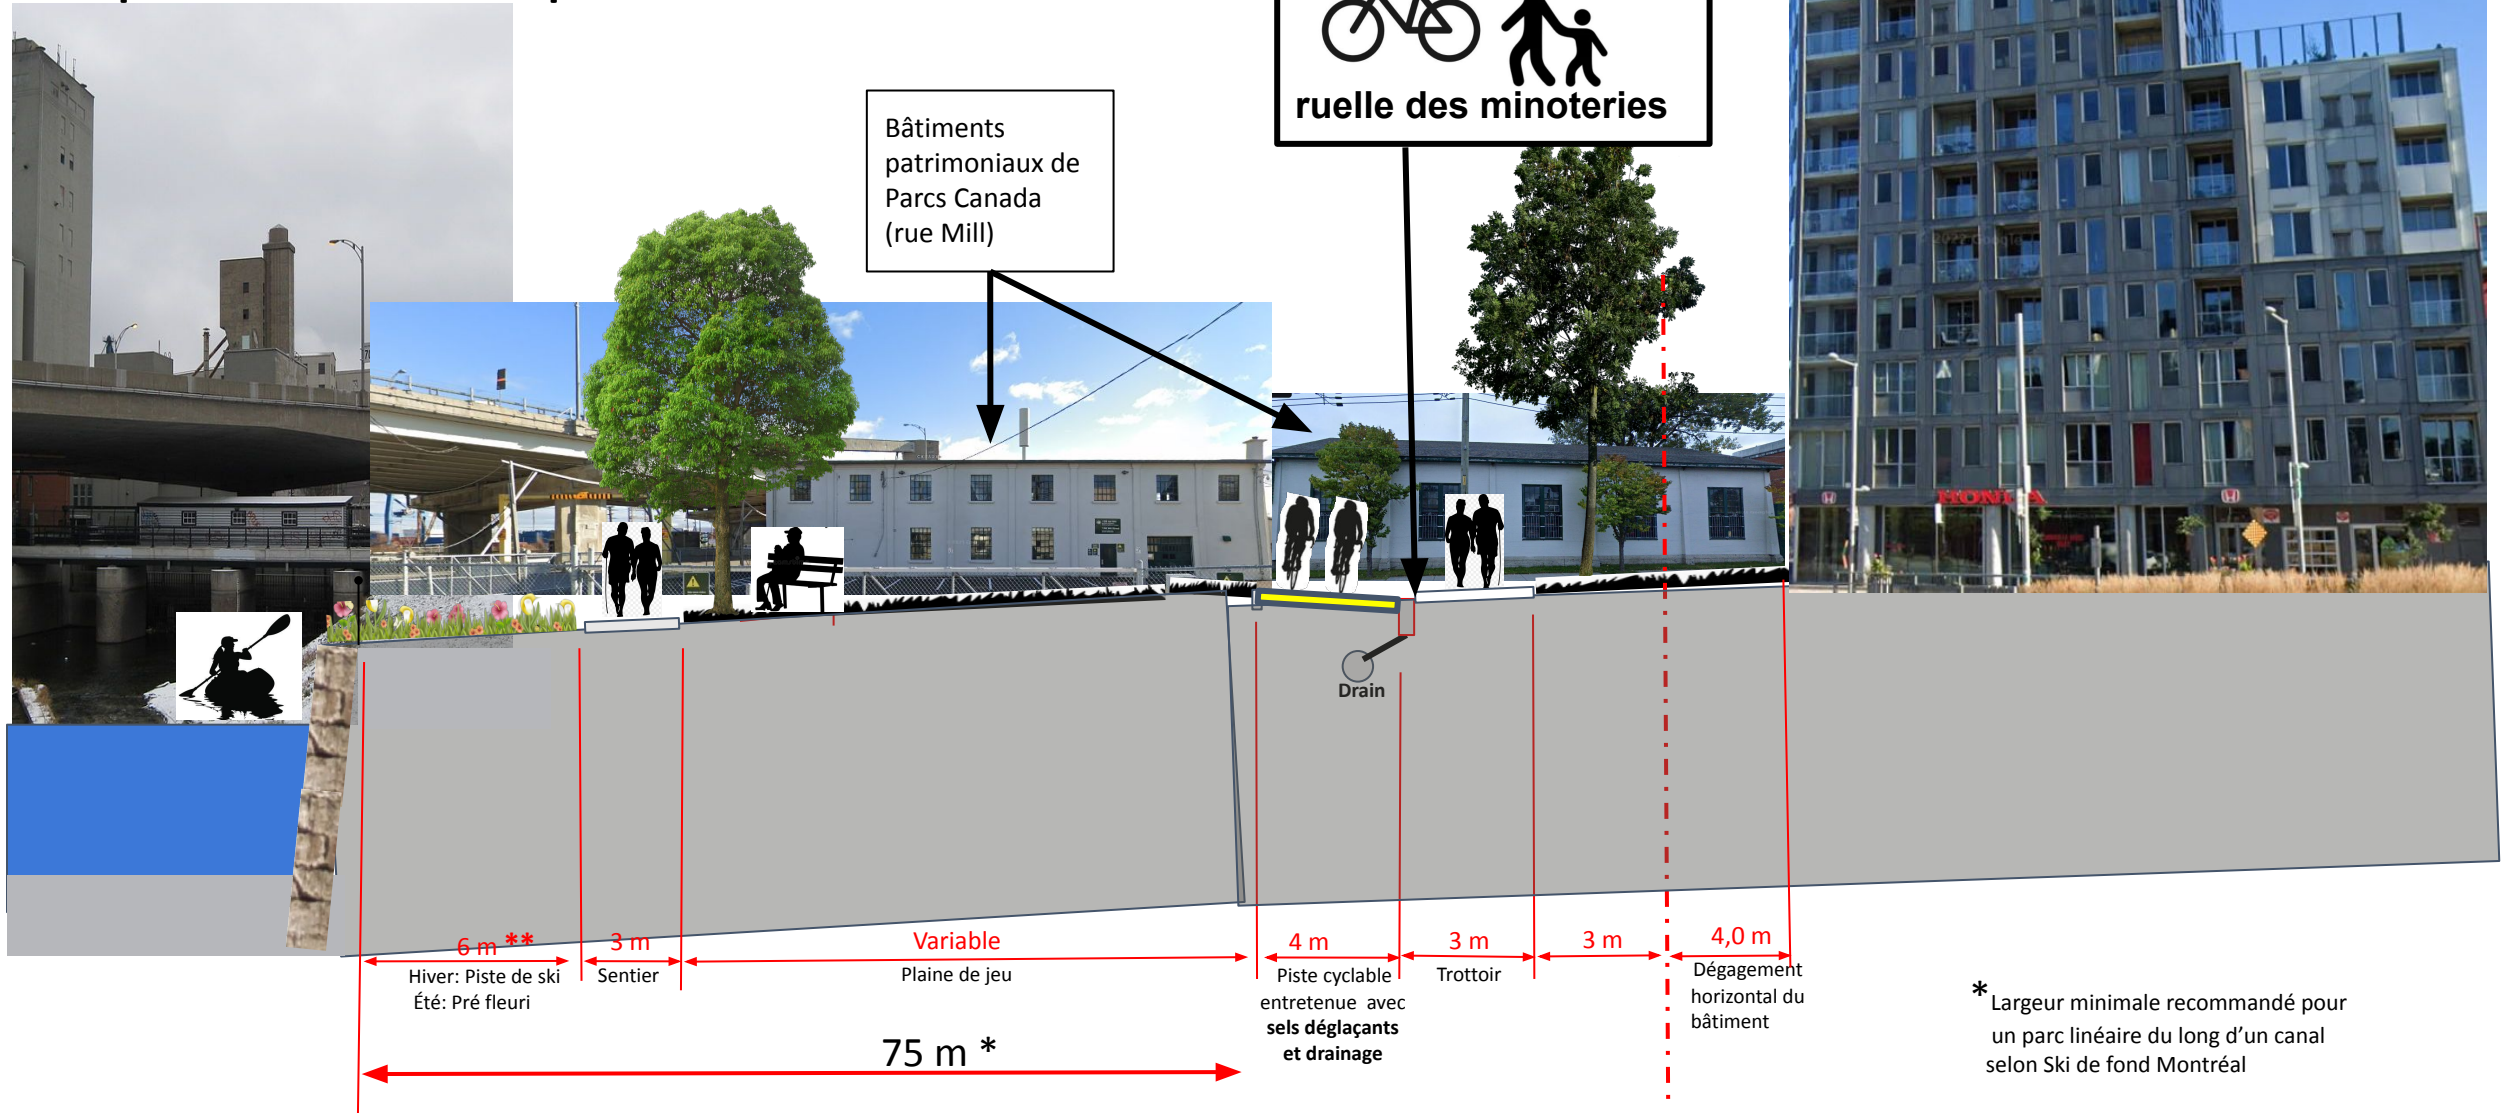 ruelle des minoteries
Bâtiments
patrimoniaux de
Parcs Canada
(rue Mill)
HONDA
Drain
6 m **
3 m
Variable
4 m
3 m
3 m
4,0 m
Hiver: Piste de ski
Été: Pré fleuri
Sentier
Plaine de jeu
Piste cyclable
entretenue avec
sels déglaçants
et drainage
Trottoir
Dégagement
horizontal du
bâtiment
75 m *
*Largeur minimale recommandé pour
un parc linéaire du long d’un canal
selon Ski de fond Montréal